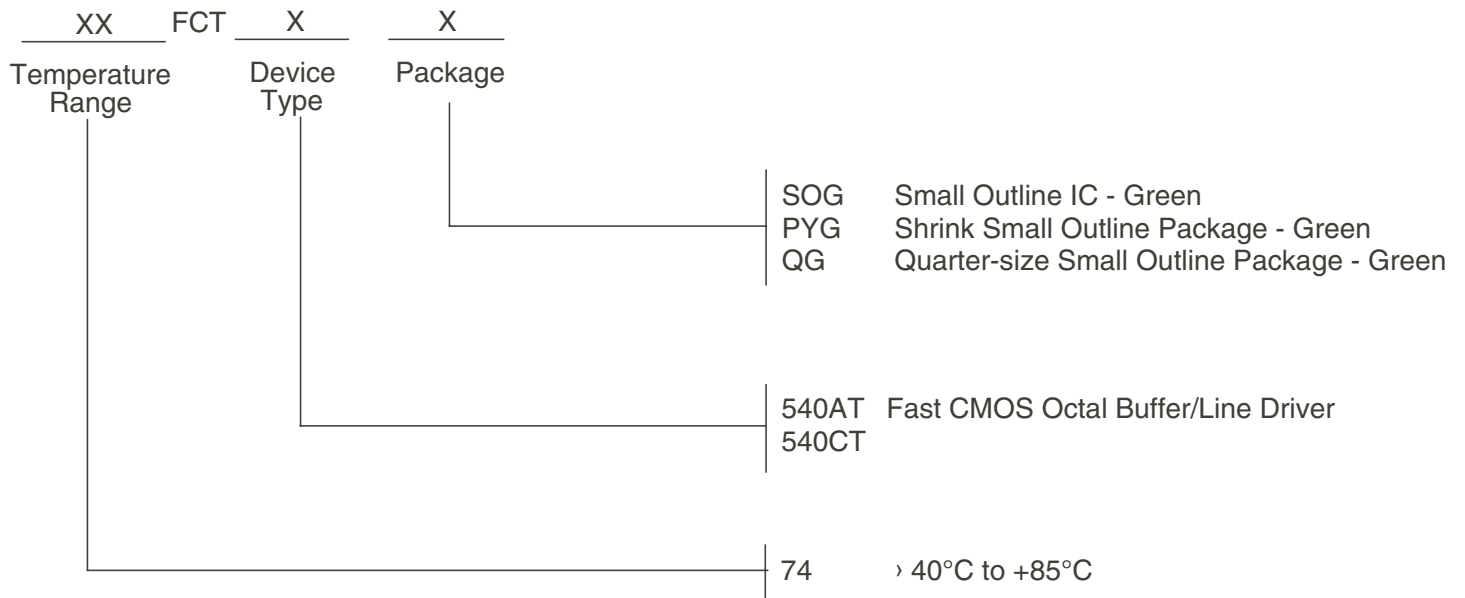 XX FCT X X
Temperature Range
Device Type
Package
SOG Small Outline IC - Green
PYG Shrink Small Outline Package - Green
QG Quarter-size Small Outline Package - Green
540AT Fast CMOS Octal Buffer/Line Driver
540CT
74 › 40°C to +85°C